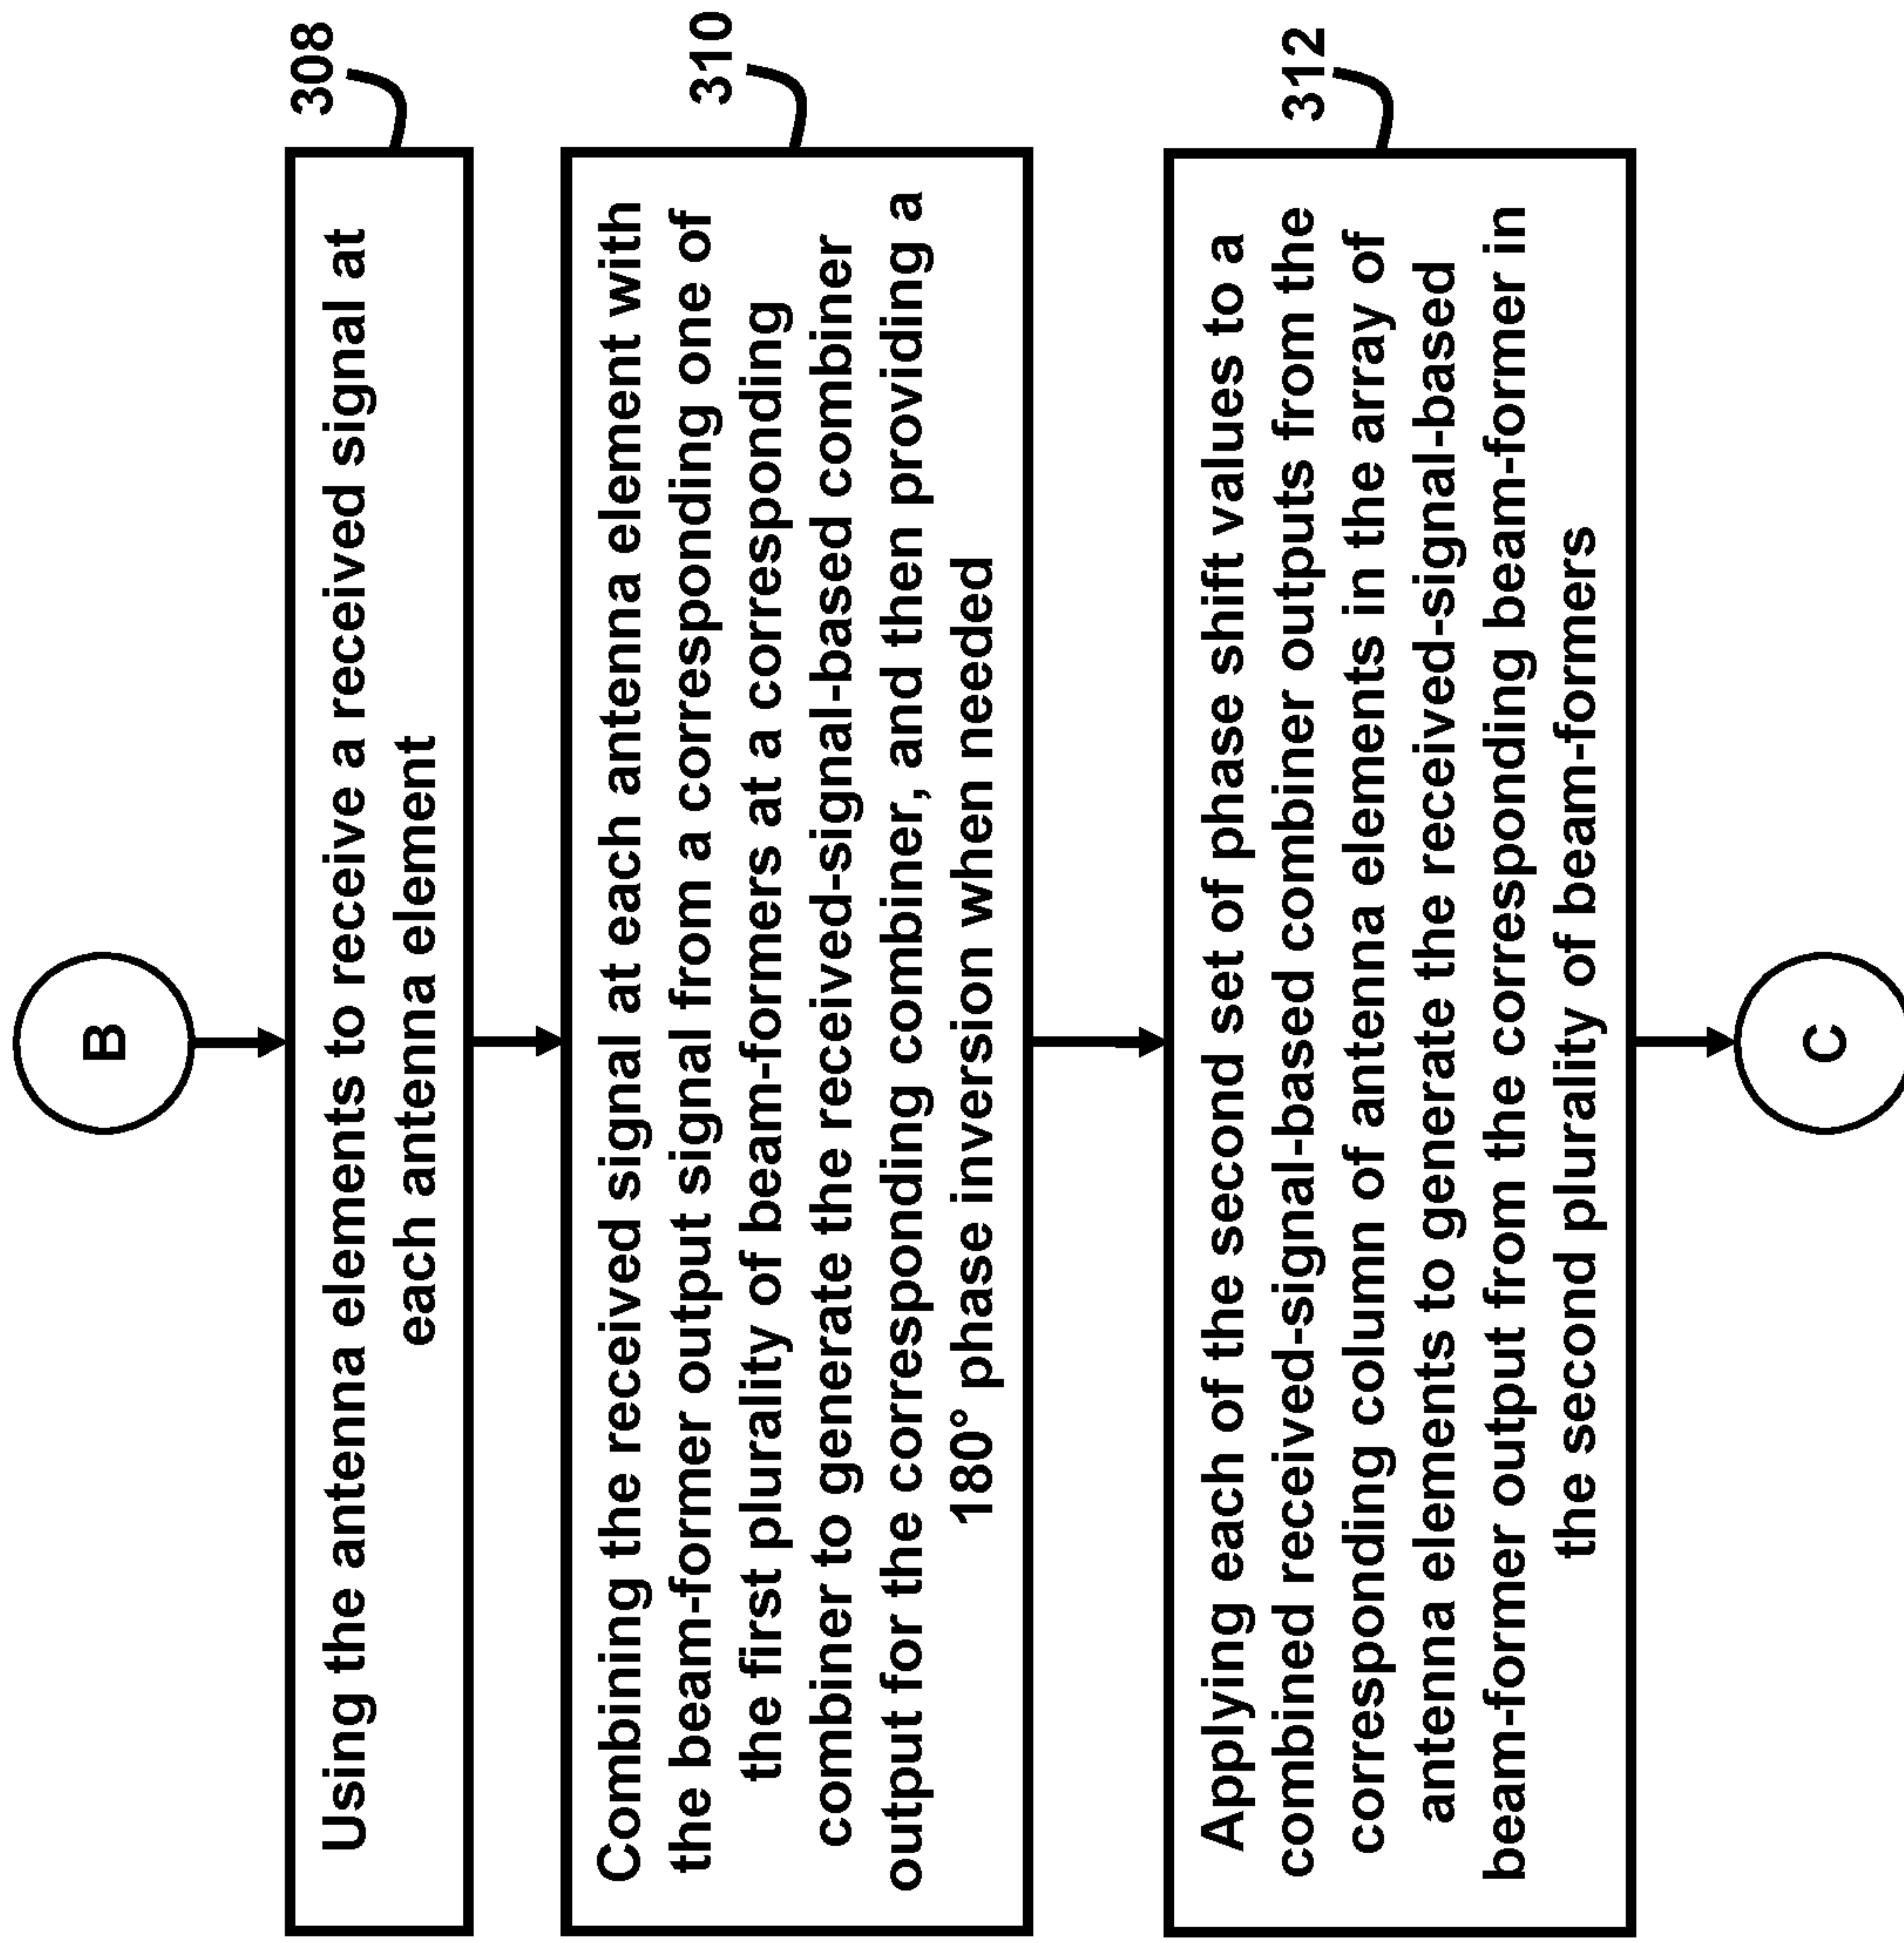 B
308
Using the antenna elements to receive a received signal at
each antenna element
310
Combining the received signal at each antenna element with
the beam-former output signal from a corresponding one of
the first plurality of beam-formers at a corresponding
combiner to generate the received-signal-based combiner
output for the corresponding combiner, and then providing a
180° phase inversion when needed
312
Applying each of the second set of phase shift values to a
combined received-signal-based combiner outputs from the
corresponding column of antenna elements in the array of
antenna elements to generate the received-signal-based
beam-former output from the corresponding beam-former in
the second plurality of beam-formers
C